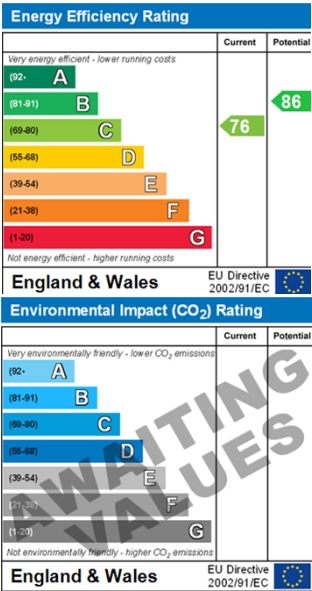 Energy Efficiency Rating
Current Potential
Very energy efficient - lower running costs
(92- A
(81-91) B
86
(69-80) C
76
(55-68) D
(39-54) E
(21-38) F
(1-20) G
Not energy efficient - higher running costs
England & Wales
EU Directive
2002/91/EC
Environmental Impact (CO2) Rating
Current Potential
Very environmentally friendly - lower CO2 emissions
(92- A
(81-91) B
(69-80) C
(55-68) D
(39-54) E
(21-38) F
(1-20) G
AWAITING
VALUES
Not environmentally friendly - higher CO2 emissions
England & Wales
EU Directive
2002/91/EC